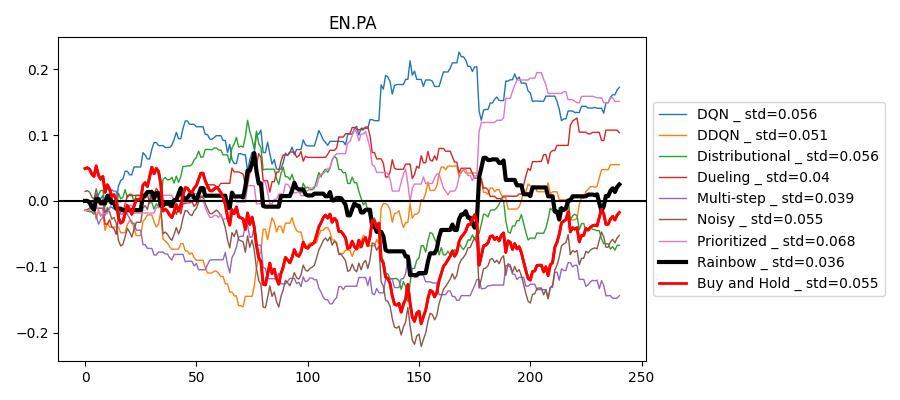 EN.PA
0.2
0.1
0.0
−0.1
−0.2
0
50
100
150
200
250
DQN _ std=0.056
DDQN _ std=0.051
Distributional _ std=0.056
Dueling _ std=0.04
Multi-step _ std=0.039
Noisy _ std=0.055
Prioritized _ std=0.068
Rainbow _ std=0.036
Buy and Hold _ std=0.055